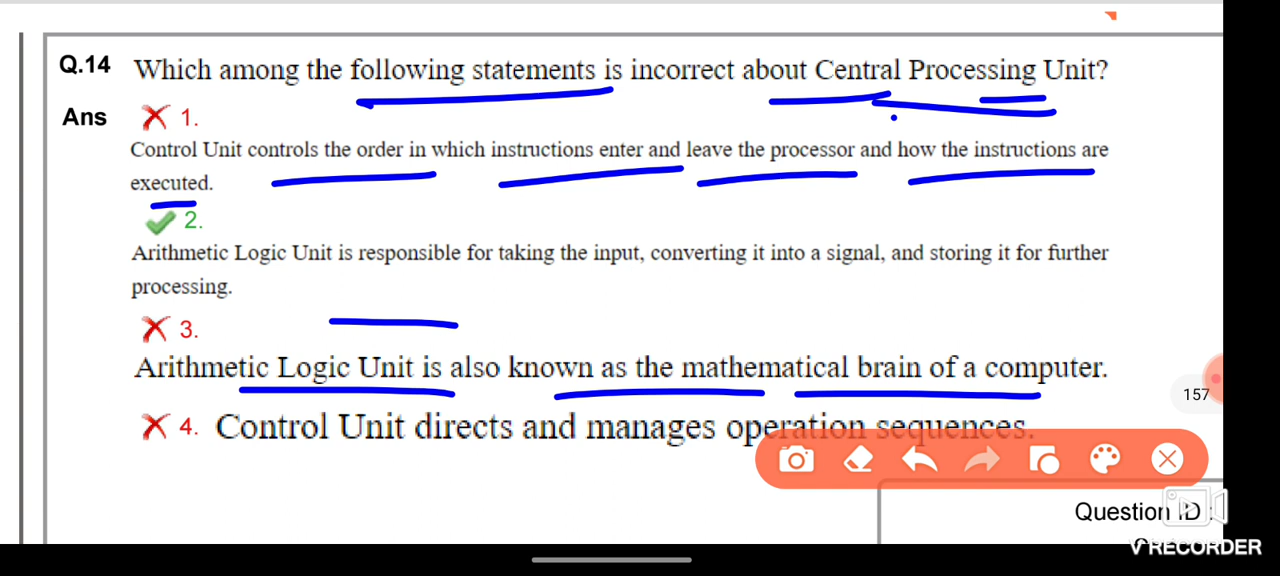 Q.14 Which among the following statements is incorrect about Central Processing Unit?
Ans 1.
Control Unit controls the order in which instructions enter and leave the processor and how the instructions are
executed.
2.
Arithmetic Logic Unit is responsible for taking the input, converting it into a signal, and storing it for further
processing.
3.
Arithmetic Logic Unit is also known as the mathematical brain of a computer.
157
4. Control Unit directs and manages operation sequences.
Question ID :
V RECORDER